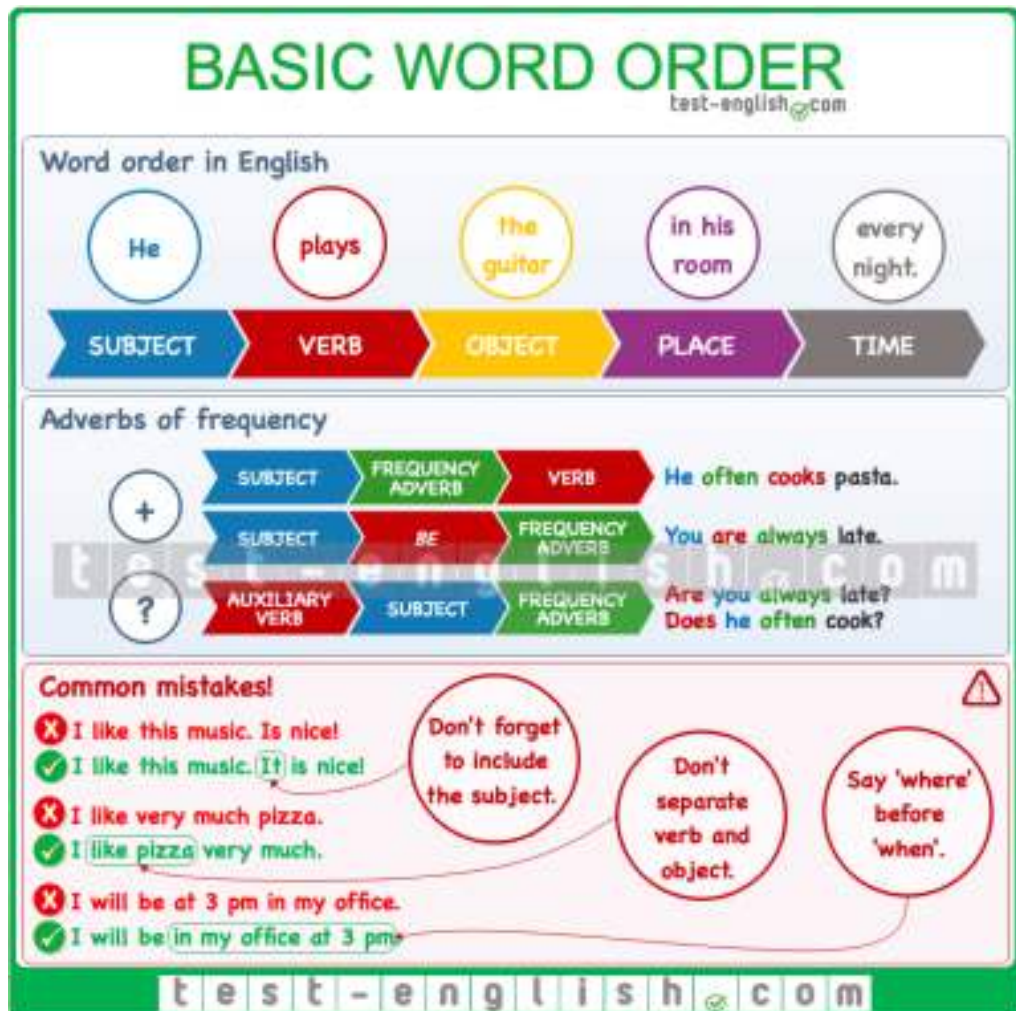 BASIC WORD ORDER
test-english.com
Word order in English
He
plays
the
guitar
in his
room
every
night.
SUBJECT
VERB
OBJECT
PLACE
TIME
Adverbs of frequency
+
SUBJECT
FREQUENCY
ADVERB
VERB
He often cooks pasta.
SUBJECT
BE
FREQUENCY
ADVERB
You are always late.
test-english.com
?
AUXILIARY
VERB
SUBJECT
FREQUENCY
ADVERB
Are you always late?
Does he often cook?
Common mistakes!
I like this music. Is nice!
I like this music. It is nice!
Don't forget
to include
the subject.
I like very much pizza.
I like pizza very much.
Don't
separate
verb and
object.
I will be at 3 pm in my office.
I will be in my office at 3 pm.
Say 'where'
before
'when'.
test-english.com